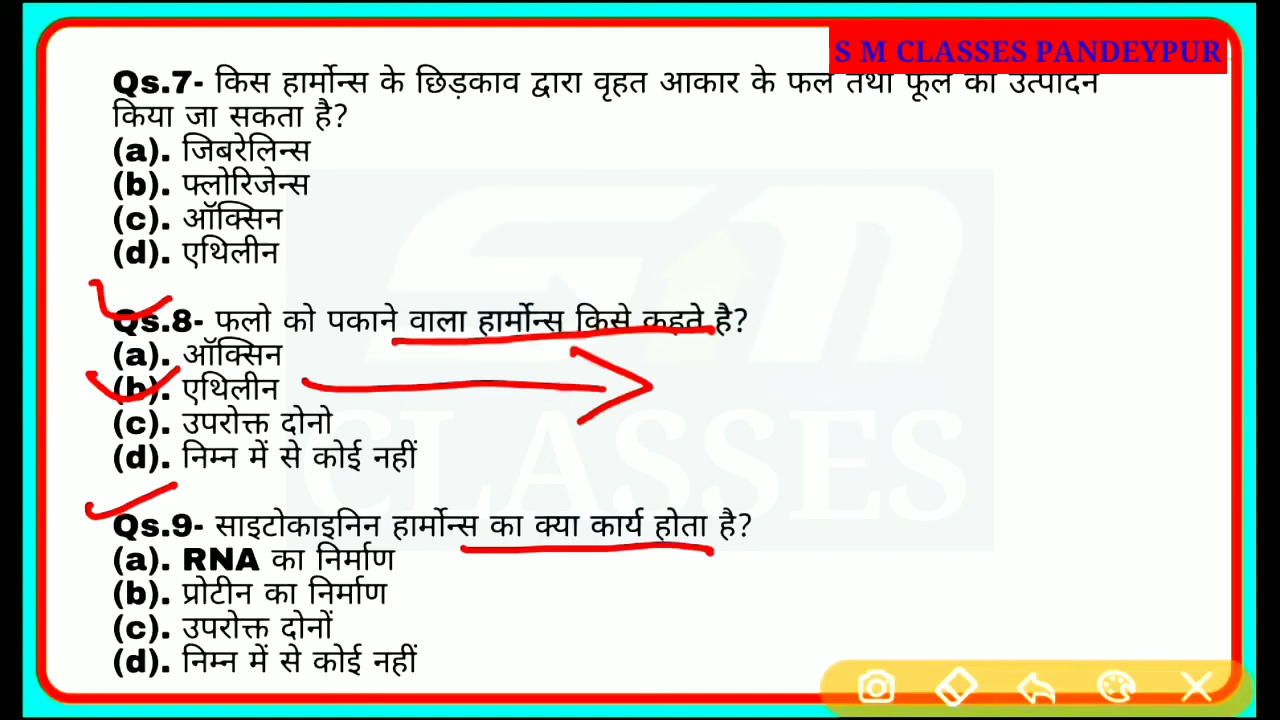 S M CLASSES PANDEYPUR
Qs.7- किस हार्मोन्स के छिड़काव द्वारा वृहत आकार के फल तथा फूल का उत्पादन
किया जा सकता है?
(a). जिबरेलिन्स
(b). फ्लोरिजेन्स
(c). ऑक्सिन
(d). एथिलीन
Qs.8- फलो को पकाने वाला हार्मोन्स किसे कहते है?
(a). ऑक्सिन
(b). एथिलीन
(c). उपरोक्त दोनो
(d). निम्न में से कोई नहीं
Qs.9- साइटोकाइनिन हार्मोन्स का क्या कार्य होता है?
(a). RNA का निर्माण
(b). प्रोटीन का निर्माण
(c). उपरोक्त दोनों
(d). निम्न में से कोई नहीं
CLASSES